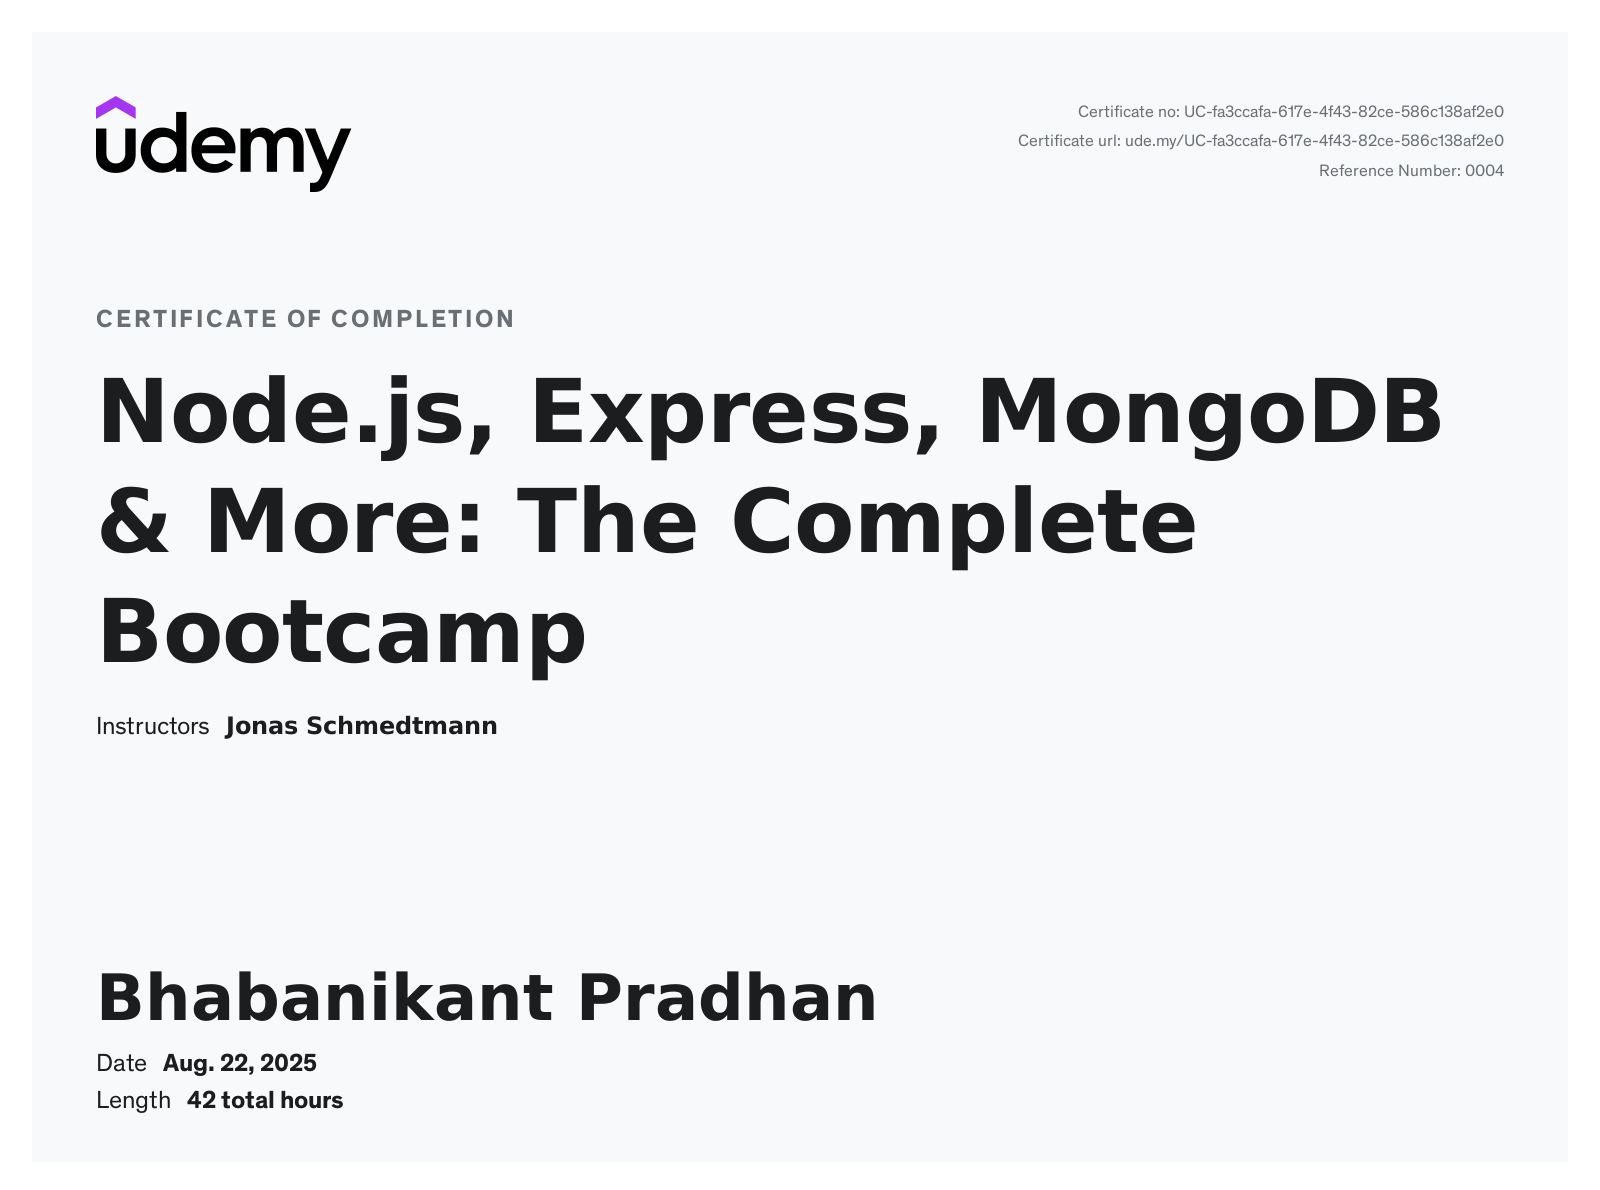 udemy
Certificate no: UC-fa3ccafa-617e-4f43-82ce-586c138af2e0
Certificate url: ude.my/UC-fa3ccafa-617e-4f43-82ce-586c138af2e0
Reference Number: 0004
CERTIFICATE OF COMPLETION
Node.js, Express, MongoDB
& More: The Complete
Bootcamp
Instructors Jonas Schmedtmann
Bhabanikant Pradhan
Date Aug. 22, 2025
Length 42 total hours